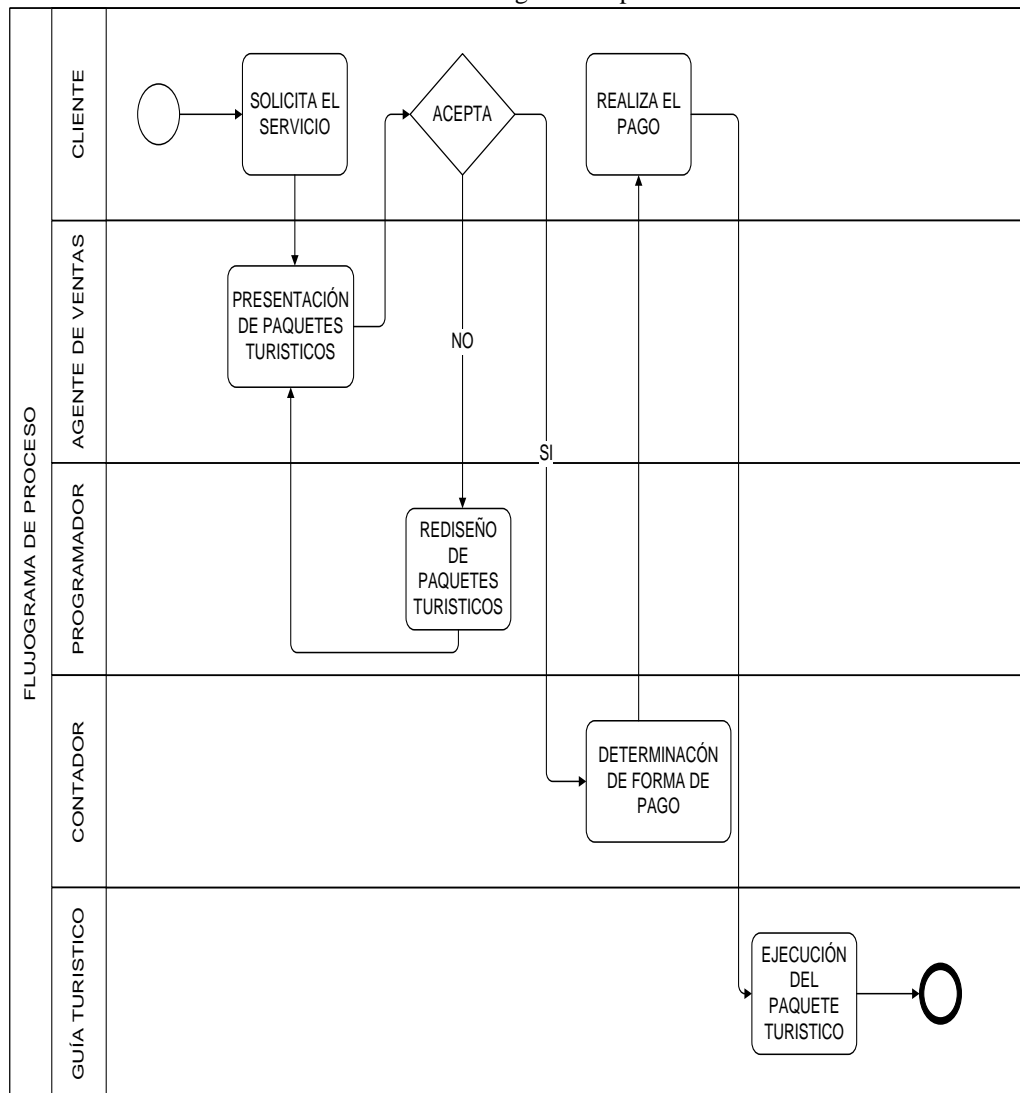 FLUJOGRAMA DE PROCESO
CLIENTE
SOLICITA EL
SERVICIO
ACEPTA
REALIZA EL
PAGO
AGENTE DE VENTAS
PRESENTACIÓN
DE PAQUETES
TURISTICOS
NO
SI
PROGRAMADOR
REDISEÑO
DE
PAQUETES
TURISTICOS
CONTADOR
DETERMINACÓN
DE FORMA DE
PAGO
GUÍA TURISTICO
EJECUCIÓN
DEL
PAQUETE
TURISTICO